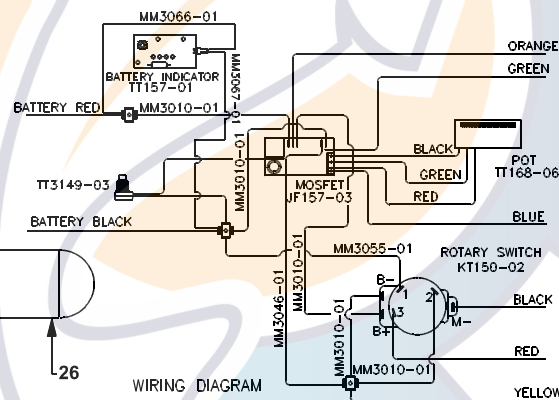 MM3066-01
ORANGE
GREEN
BATTERY INDICATOR
TT157-01
MM3067-01
BATTERY RED
MM3010-01
MM3010-01
BLACK
POT
TT168-06
GREEN
RED
TT3149-03
MOSFET
JF157-03
BATTERY BLACK
BLUE
MM3055-01
ROTARY SWITCH
KT150-02
MM3010-01
MM3046-01
B-
1
2
3
B+
M-
BLACK
MM3010-01
RED
MM3010-01
26
WIRING DIAGRAM
YELLOW